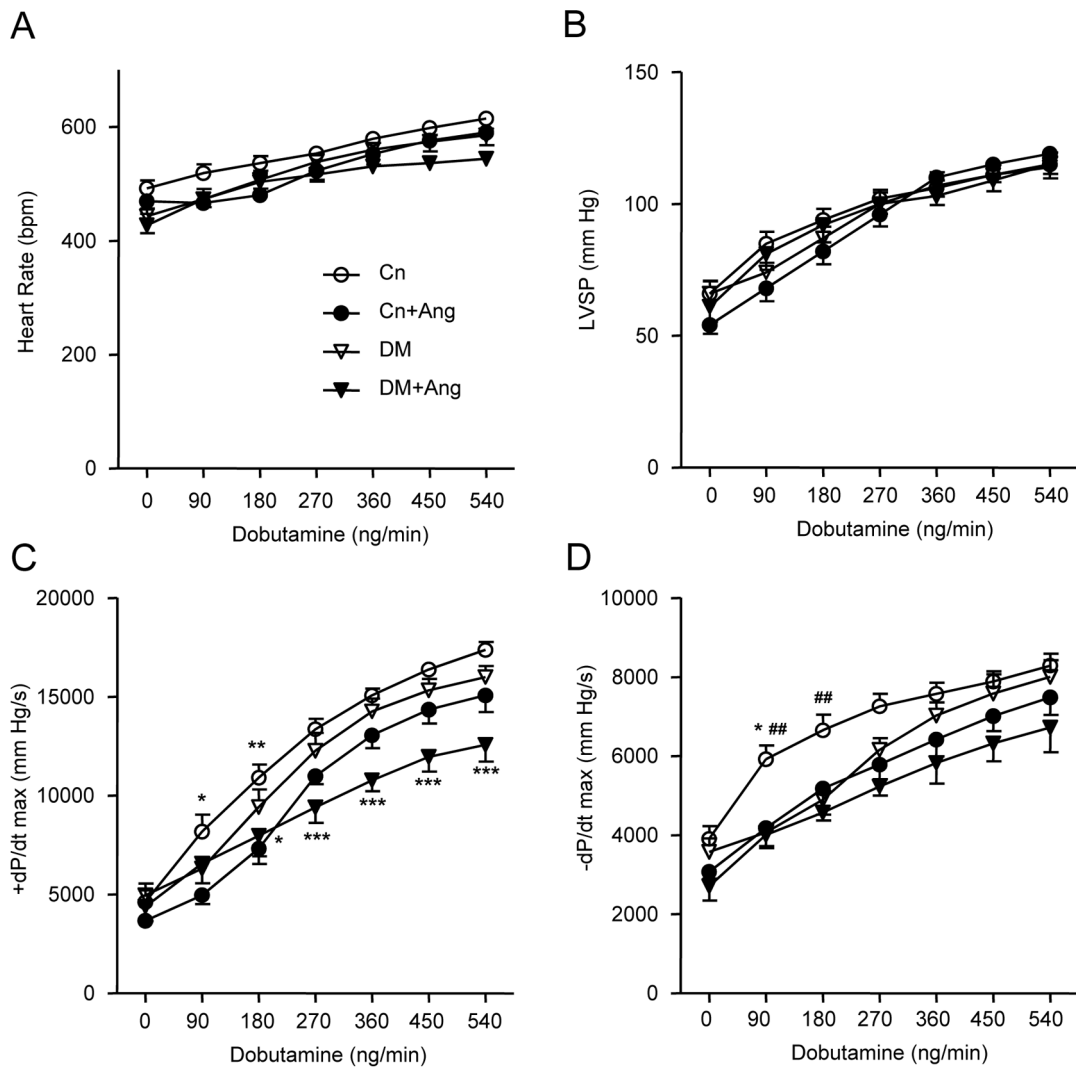 A
Heart Rate (bpm)
600
400
200
0
Cn
Cn+Ang
DM
DM+Ang
0 90 180 270 360 450 540
Dobutamine (ng/min)
B
LVSP (mm Hg)
150
100
50
0
0 90 180 270 360 450 540
Dobutamine (ng/min)
C
+dP/dt max (mm Hg/s)
20000
15000
10000
5000
0
* ** * *** *** *** ***
0 90 180 270 360 450 540
Dobutamine (ng/min)
D
-dP/dt max (mm Hg/s)
10000
8000
6000
4000
2000
0
* ## ##
0 90 180 270 360 450 540
Dobutamine (ng/min)